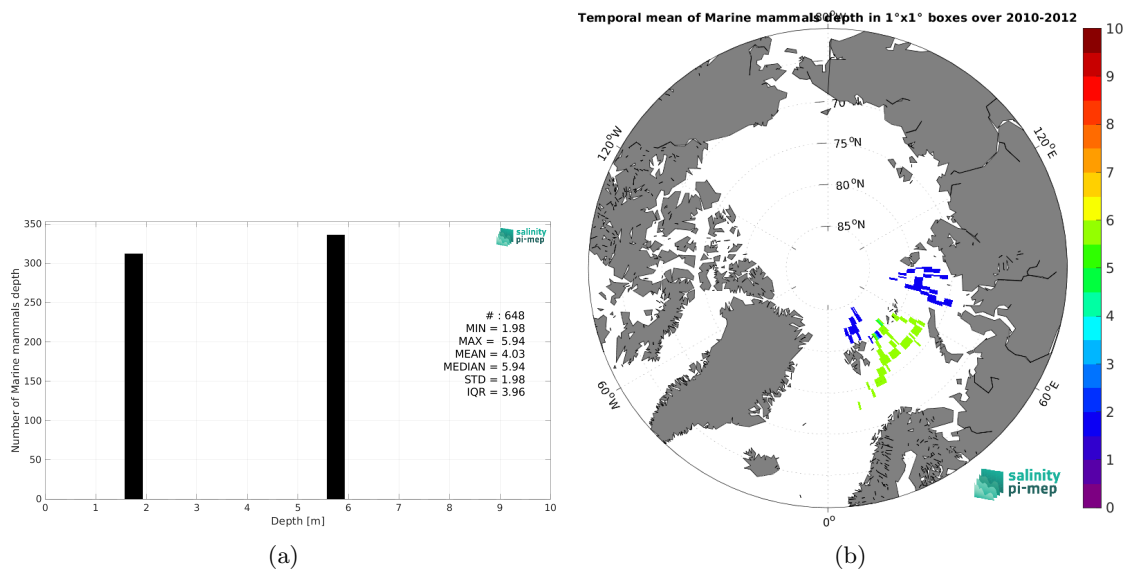 350
300
250
200
150
100
50
0
0 1 2 3 4 5 6 7 8 9 10
Number of Marine mammals depth
Depth [m]
salinity
pi-mep
# : 648
MIN = 1.98
MAX = 5.94
MEAN = 4.03
MEDIAN = 5.94
STD = 1.98
IQR = 3.96
(a)
Temporal mean of Marine mammals depth in 1°x1° boxes over 2010-2012
180°W
120°W
120°E
70
75°N
80°N
85°N
60°W
60°E
0°
salinity
pi-mep
10
9
8
7
6
5
4
3
2
1
0
(b)